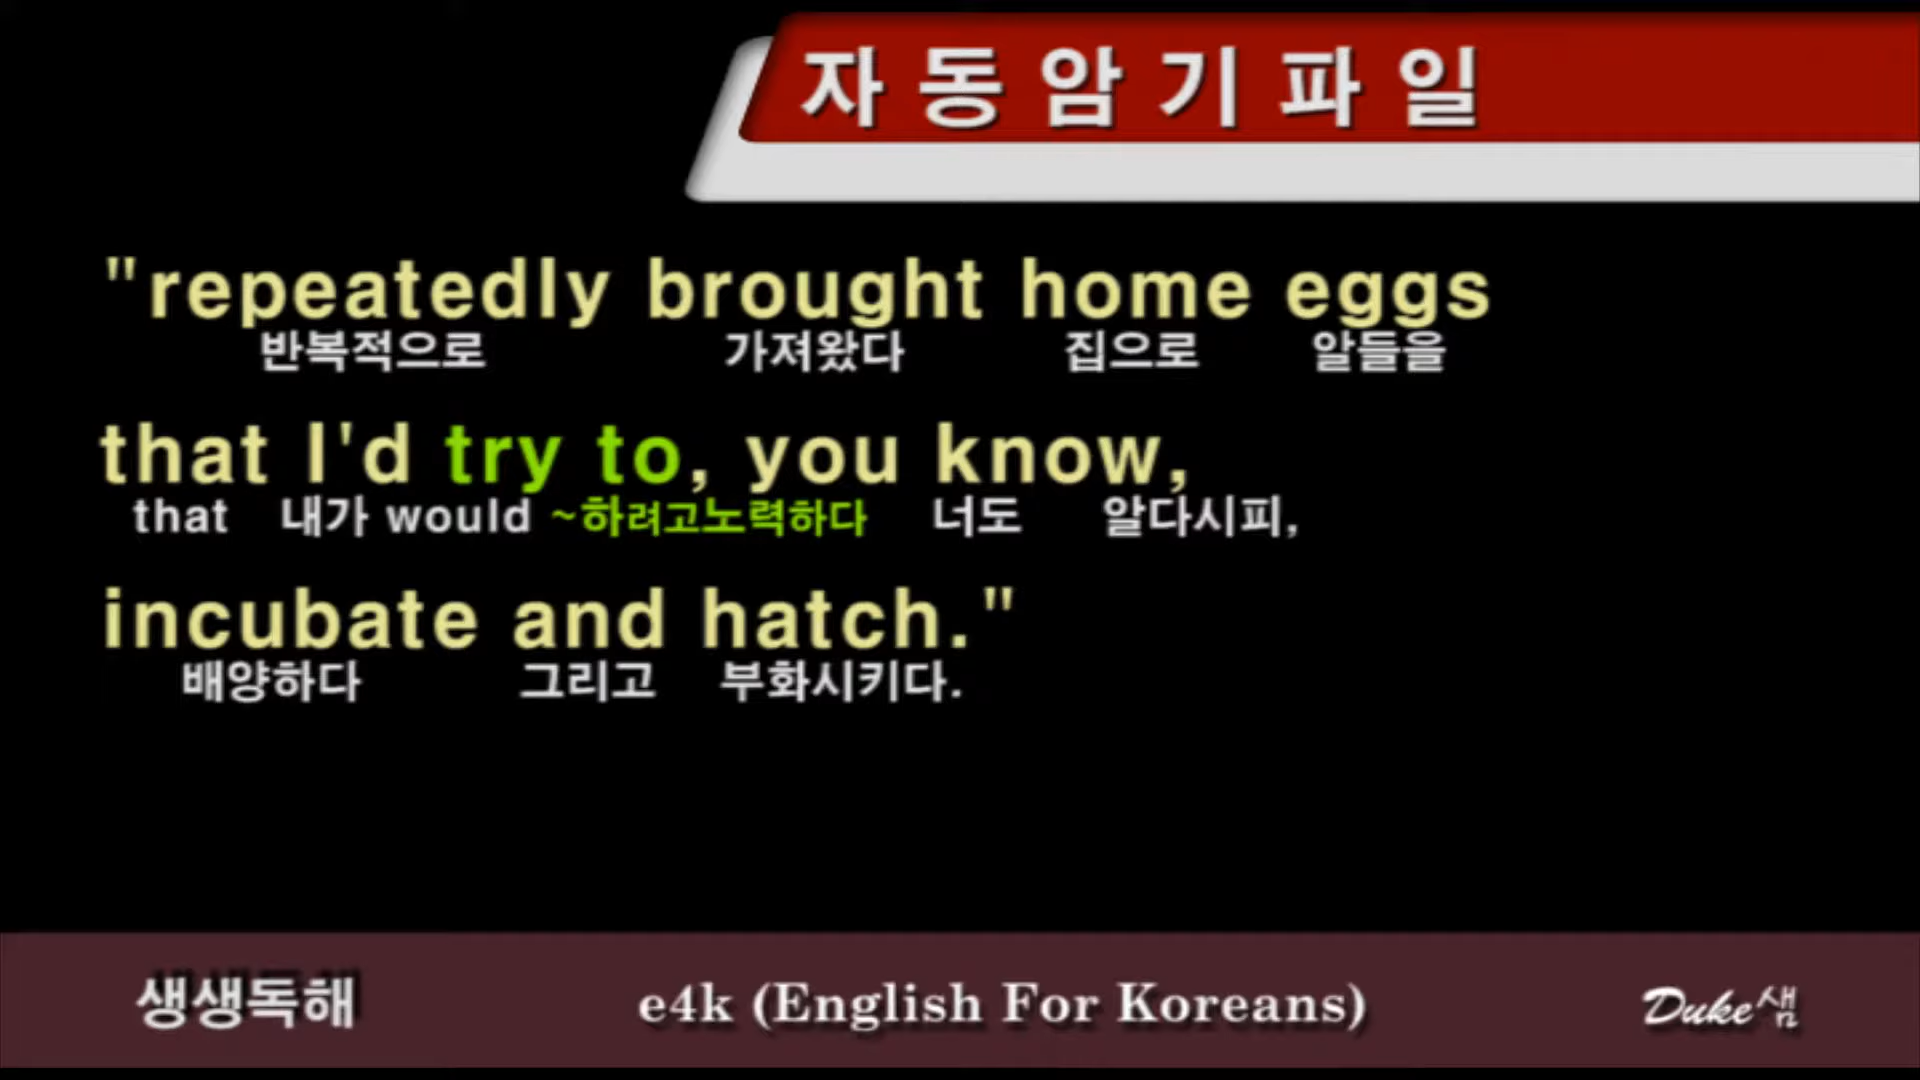 자동암기파일
"repeatedly brought home eggs
반복적으로 가져왔다 집으로 알들을
that I'd try to, you know,
that 내가 would ~하려고노력하다 너도 알다시피,
incubate and hatch."
배양하다 그리고 부화시키다.
생생독해 e4k (English For Koreans) Duke샘